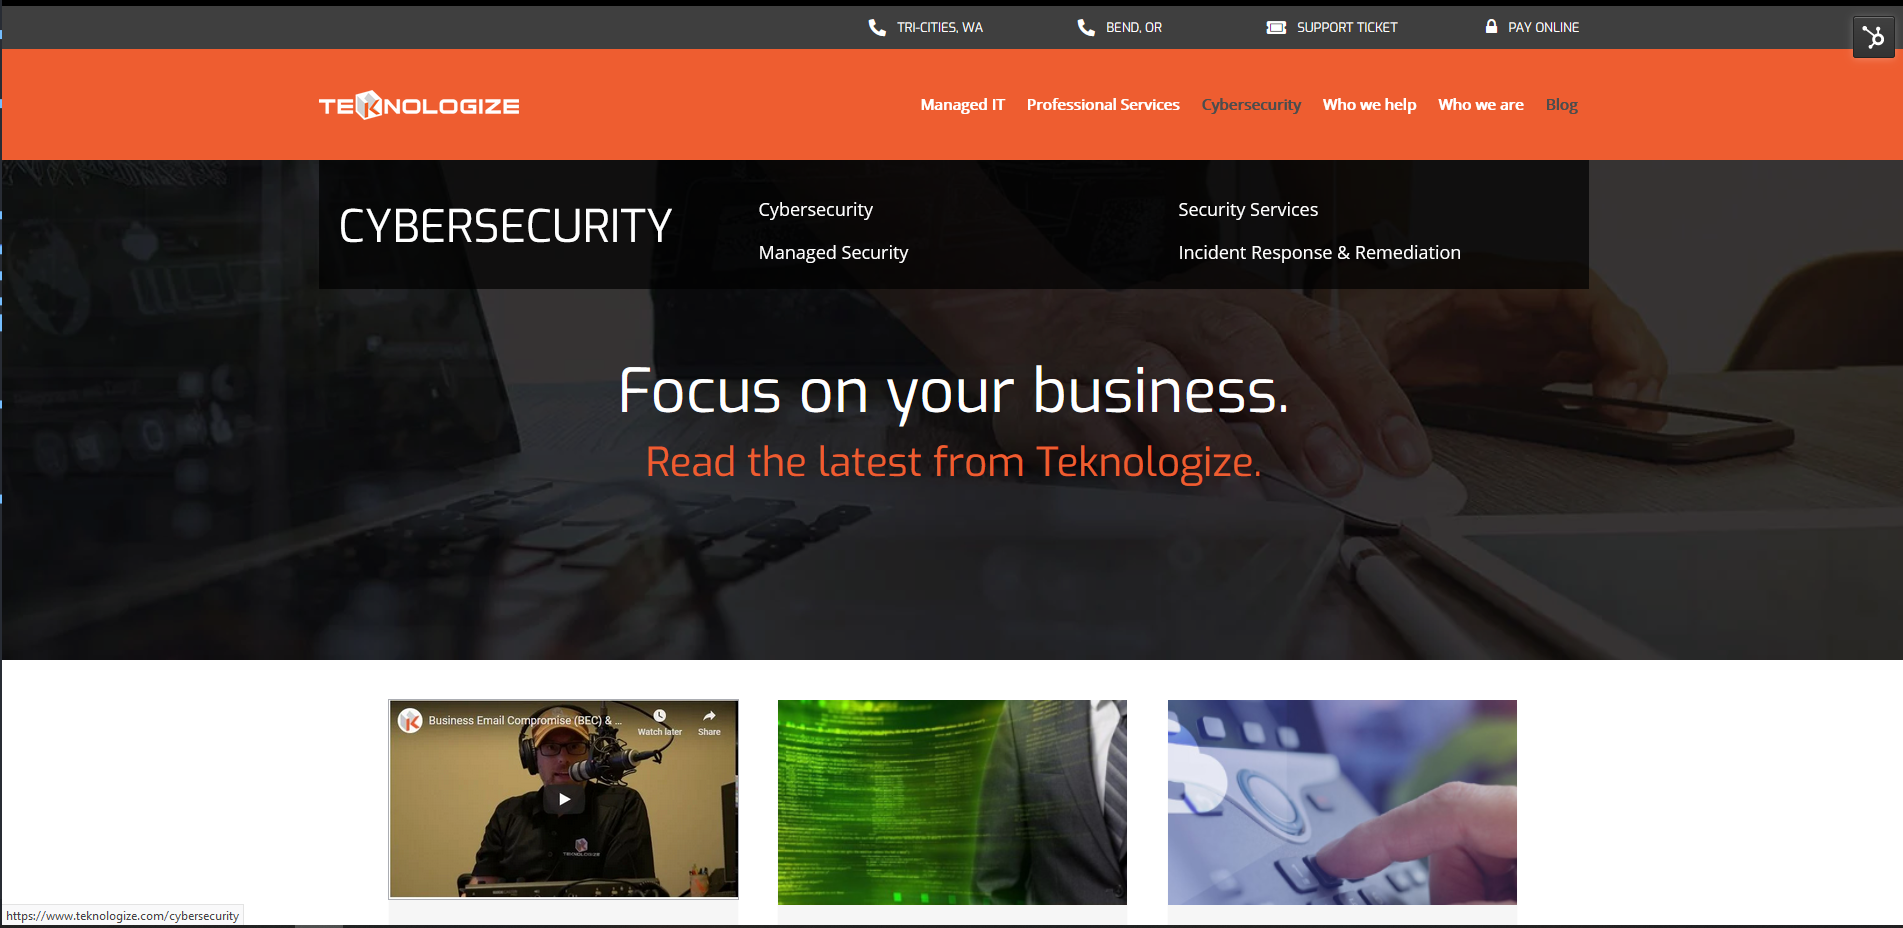 TRI-CITIES, WA
BEND, OR
SUPPORT TICKET
PAY ONLINE
TEKNOLOGIZE
Managed IT
Professional Services
Cybersecurity
Who we help
Who we are
Blog
CYBERSECURITY
Cybersecurity
Security Services
Managed Security
Incident Response & Remediation
Focus on your business.
Read the latest from Teknologize.
Business Email Compromise (BEC) & ...
Watch later
Share
TEKNOLOGIZE
https://www.teknologize.com/cybersecurity